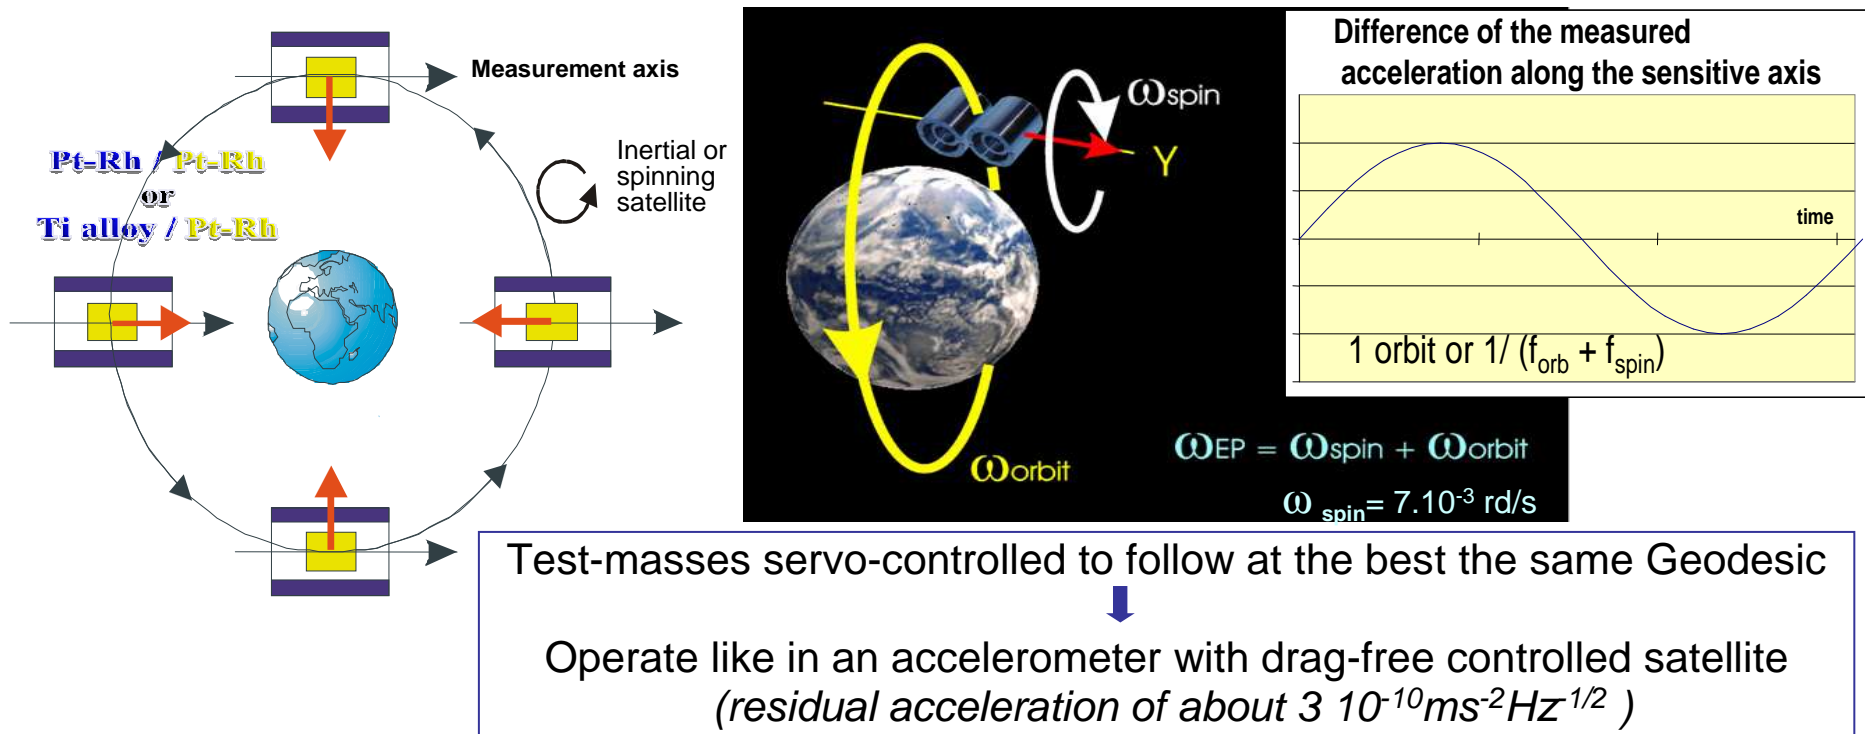 Measurement axis
Pt-Rh / Pt-Rh
or
Ti alloy / Pt-Rh
Inertial or
spinning
satellite
ωspin
Y
ωorbit
ωEP = ωspin + ωorbit
ω spin= 7.10-3 rd/s
Difference of the measured
acceleration along the sensitive axis
time
1 orbit or 1/ (forb + fspin)
Test-masses servo-controlled to follow at the best the same Geodesic
Operate like in an accelerometer with drag-free controlled satellite
(residual acceleration of about 3 10-10ms-2Hz-1/2 )